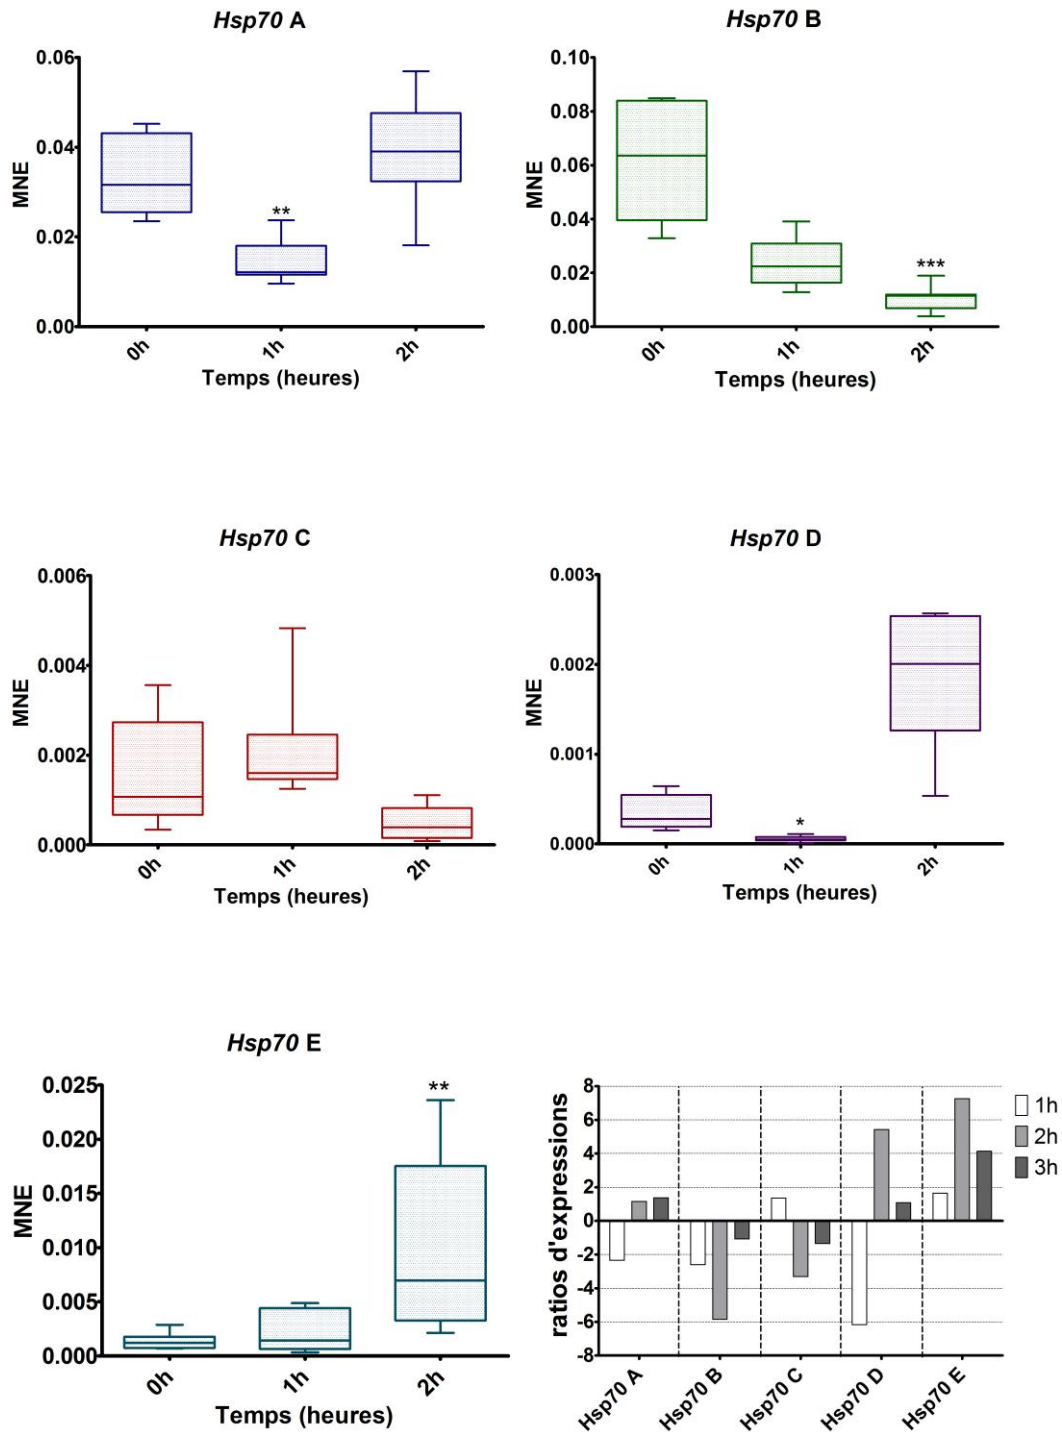 Hsp70 A
0.06
0.04
0.02
0.00
MNE
**
0h
1h
2h
Temps (heures)
Hsp70 B
0.10
0.08
0.06
0.04
0.02
0.00
MNE
***
0h
1h
2h
Temps (heures)
Hsp70 C
0.006
0.004
0.002
0.000
MNE
0h
1h
2h
Temps (heures)
Hsp70 D
0.003
0.002
0.001
0.000
MNE
*
0h
1h
2h
Temps (heures)
Hsp70 E
0.025
0.020
0.015
0.010
0.005
0.000
MNE
**
0h
1h
2h
Temps (heures)
8
6
4
2
0
-2
-4
-6
-8
ratios d'expressions
1h
2h
3h
Hsp70 A
Hsp70 B
Hsp70 C
Hsp70 D
Hsp70 E